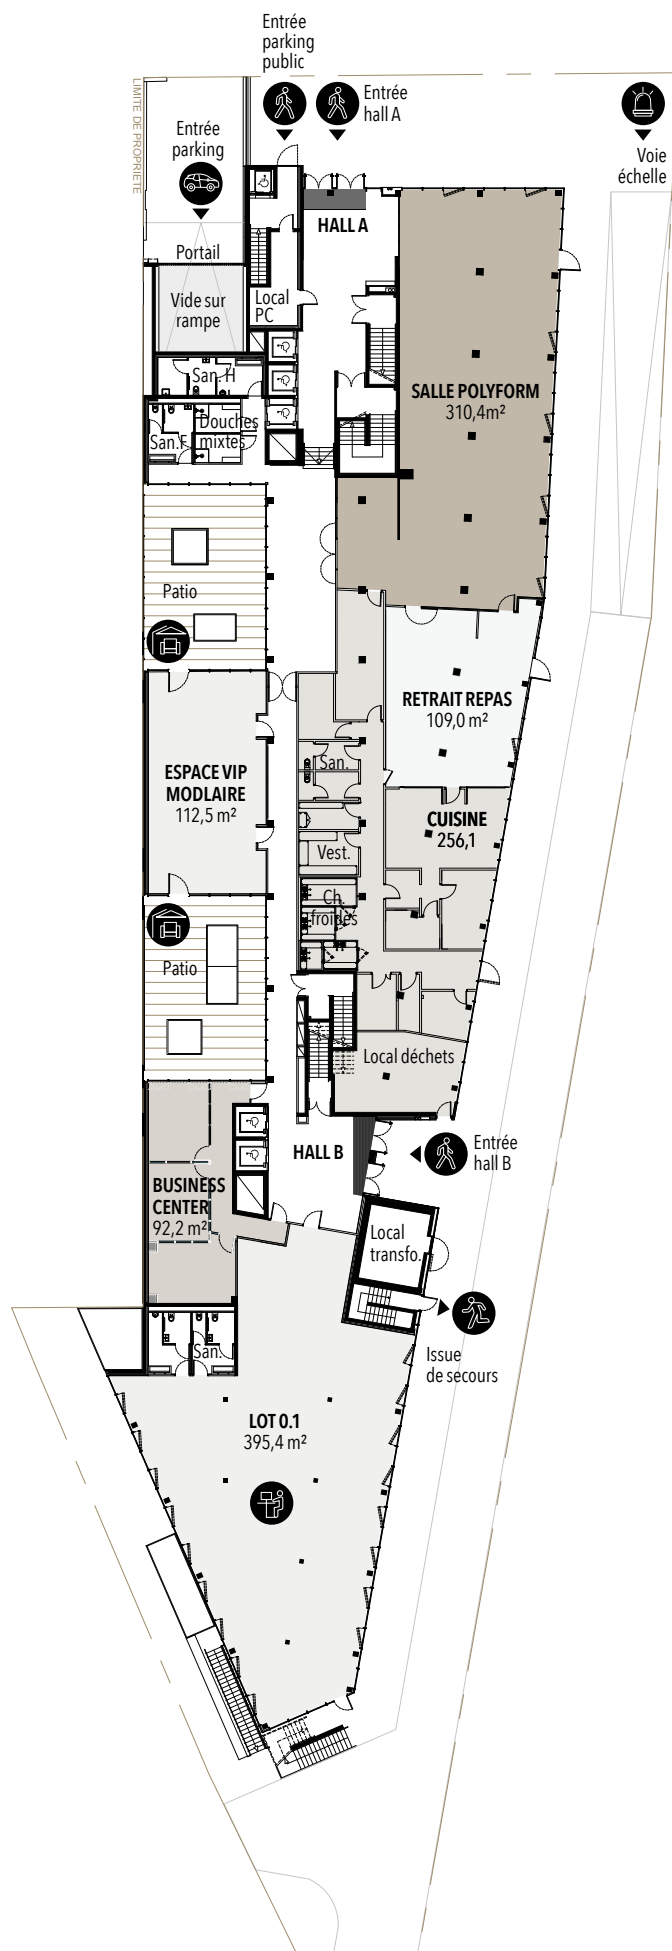 Entrée
parking
public
Entrée
hall A
LIMITE DE PROPRIETE
Entrée
parking
Voie
échelle
HALL A
Portail
Vide sur
rampe
Local
PC
San. H
SALLE POLYFORM
310,4m²
Douches
mixtes
San.F
Patio
RETRAIT REPAS
109,0 m²
ESPACE VIP
MODLAIRE
112,5 m²
San.
CUISINE
256,1
Vest.
Ch.
froides
Patio
Local déchets
HALL B
Entrée
hall B
BUSINESS
CENTER
92,2 m²
Local
transfo.
San.
Issue
de secours
LOT 0.1
395,4 m²